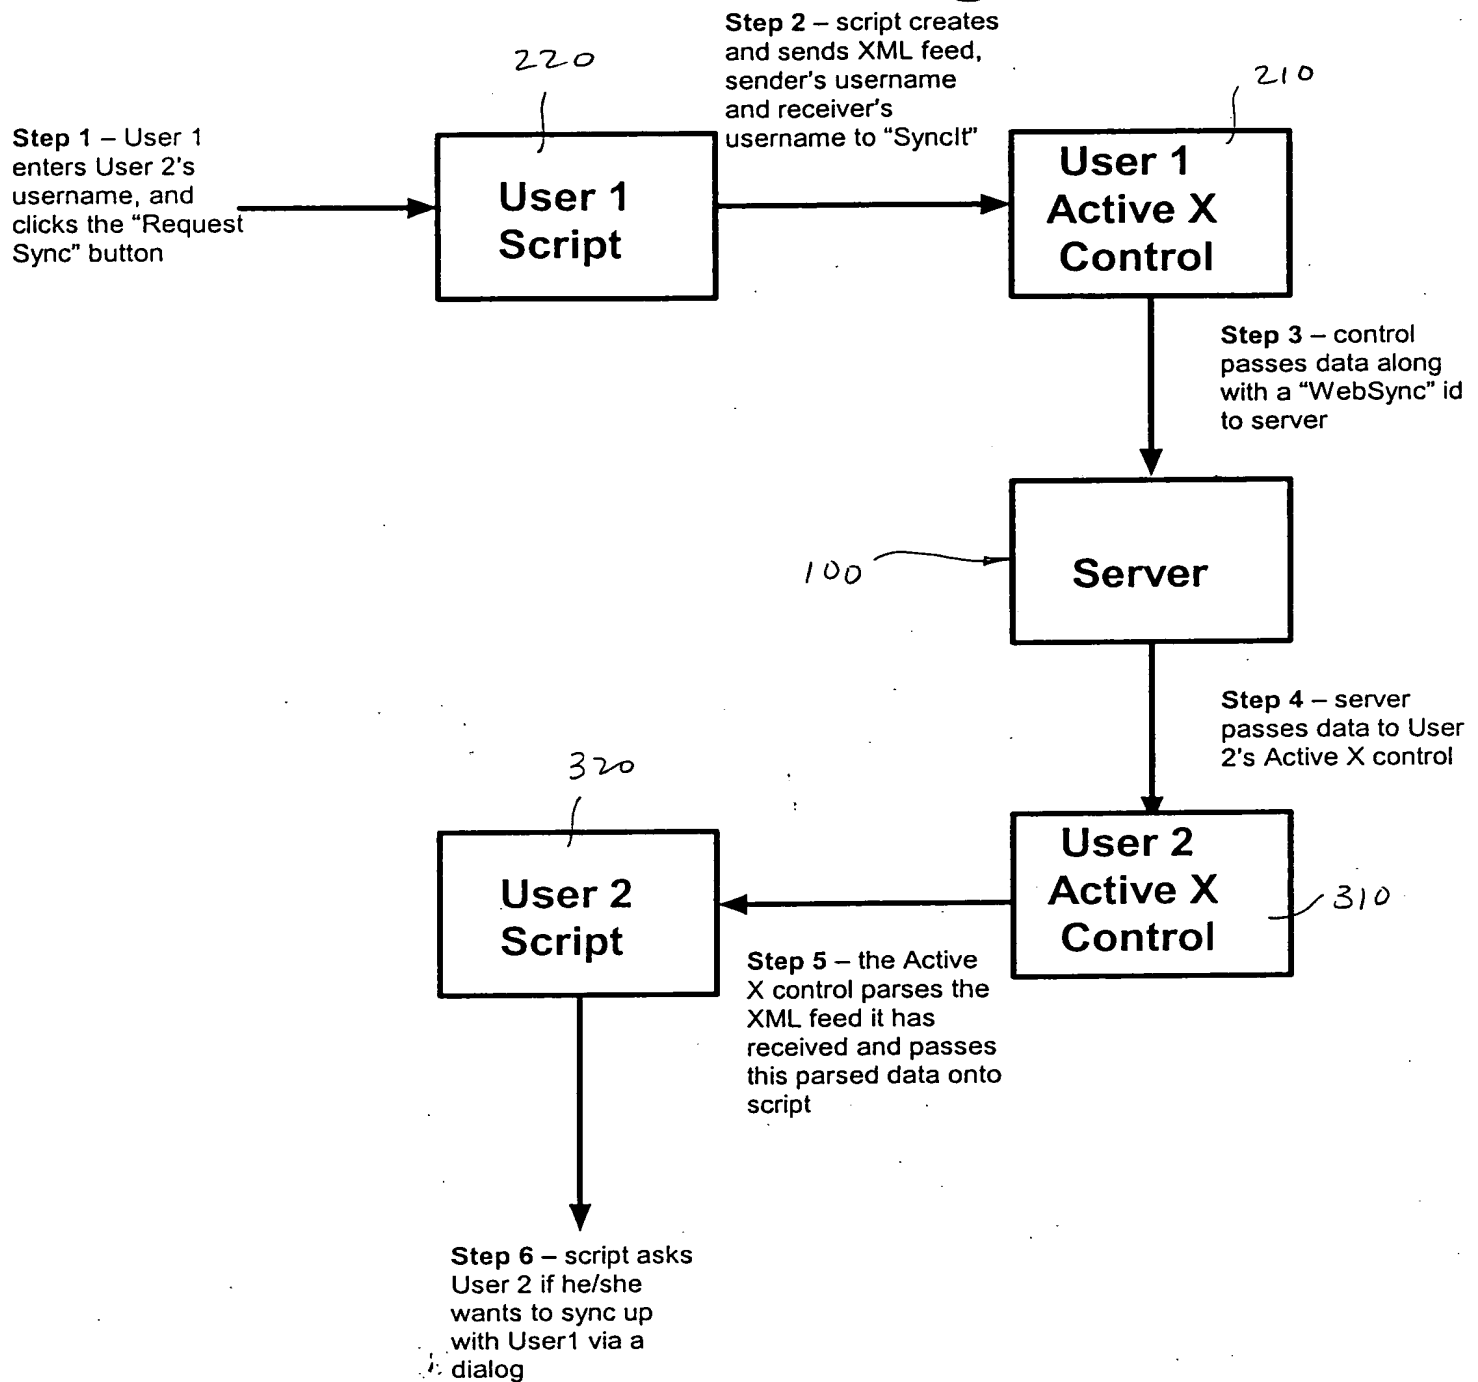 Step 2 – script creates
and sends XML feed,
sender's username
and receiver's
username to “SyncIt”
220
210
Step 1 – User 1
enters User 2's
username, and
clicks the “Request
Sync” button
User 1
Script
User 1
Active X
Control
Step 3 – control
passes data along
with a “WebSync” id
to server
100
Server
Step 4 – server
passes data to User
2's Active X control
320
User 2
Script
User 2
Active X
Control
310
Step 5 – the Active
X control parses the
XML feed it has
received and passes
this parsed data onto
script
Step 6 – script asks
User 2 if he/she
wants to sync up
with User1 via a
dialog